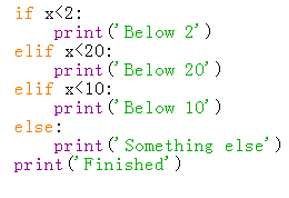 if x<2:
    print('Below 2')
elif x<20:
    print('Below 20')
elif x<10:
    print('Below 10')
else:
    print('Something else')
print('Finished')